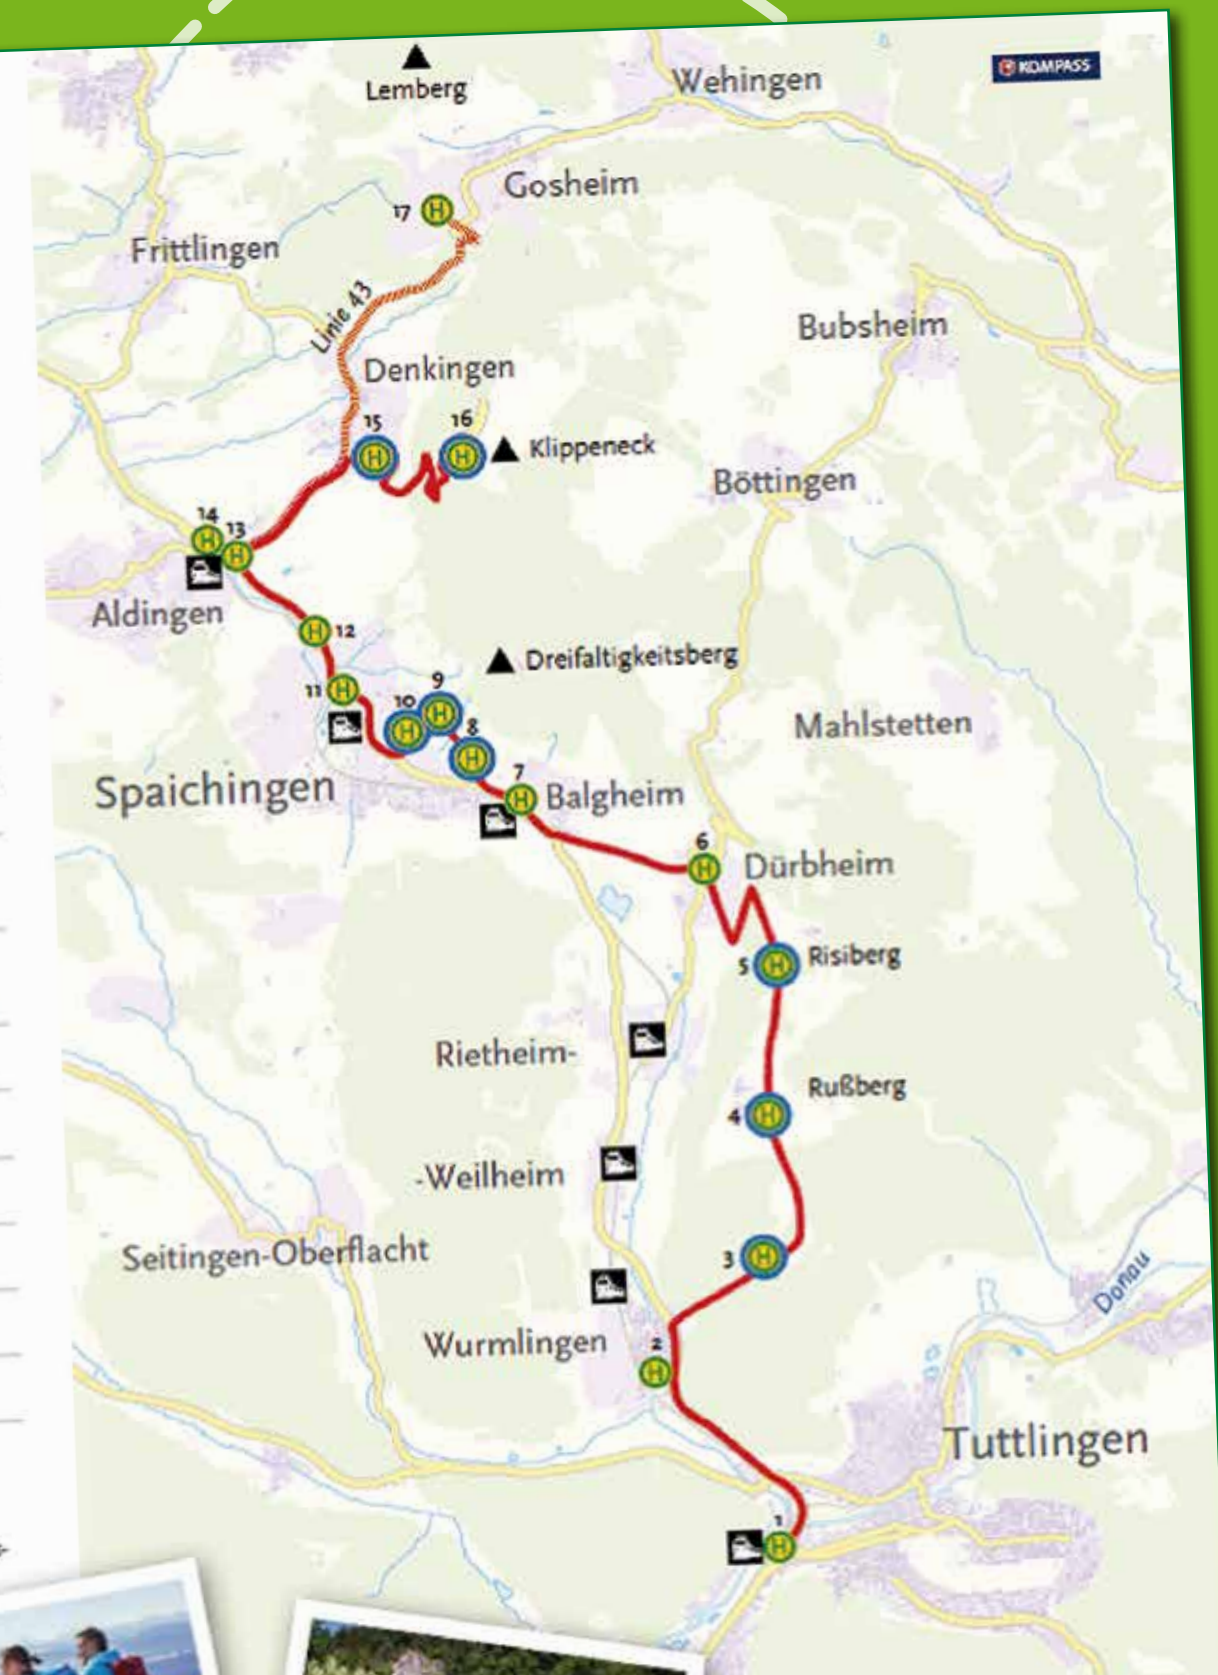 KOMPASS
Lemberg
Wehingen
Gosheim
17 H
Frittlingen
Linie 43
Bubsheim
Denkingen
15
H
16
H
Klippeneck
Böttingen
14
H
13
H
Aldingen
H 12
Dreifaltigkeitsberg
11 H
10
H
9
H
8
H
Mahlstetten
Spaichingen
7
H
Balgheim
6
H
Dürbheim
5 H
Risiberg
Rietheim-
Rußberg
4 H
-Weilheim
Seitingen-Oberflacht
3 H
Donau
Wurmlingen
2
H
Tuttlingen
1
H